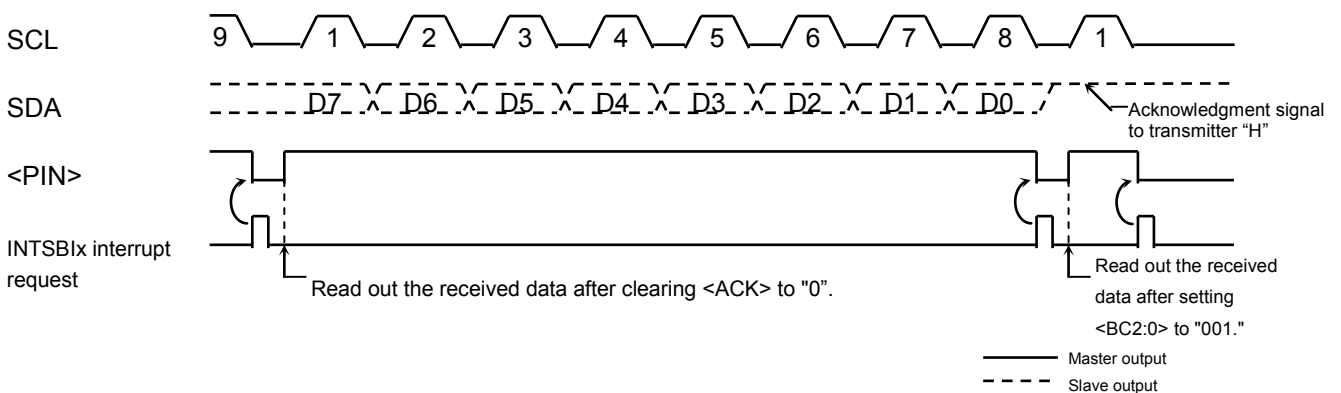 SCL 9 1 2 3 4 5 6 7 8 1
SDA D7 D6 D5 D4 D3 D2 D1 D0
Acknowledgment signal
to transmitter “H”
<PIN>
INTSBIx interrupt
request
Read out the received data after clearing <ACK> to "0”.
Read out the received
data after setting
<BC2:0> to "001."
Master output
Slave output